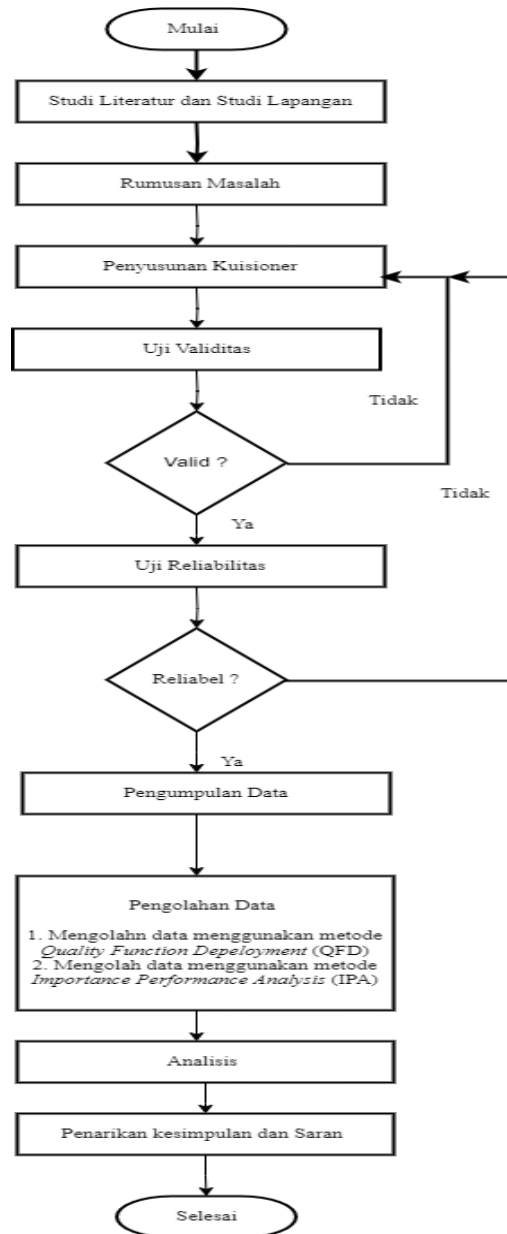 Mulai
Studi Literatur dan Studi Lapangan
Rumusan Masalah
Penyusunan Kuisioner
Uji Validitas
Tidak
Valid ?
Tidak
Ya
Uji Reliabilitas
Reliabel ?
Ya
Pengumpulan Data
Pengolahan Data
1. Mengolahn data menggunakan metode
Quality Function Depeloyment (QFD)
2. Mengolah data menggunakan metode
Importance Performance Analysis (IPA)
Analisis
Penarikan kesimpulan dan Saran
Selesai